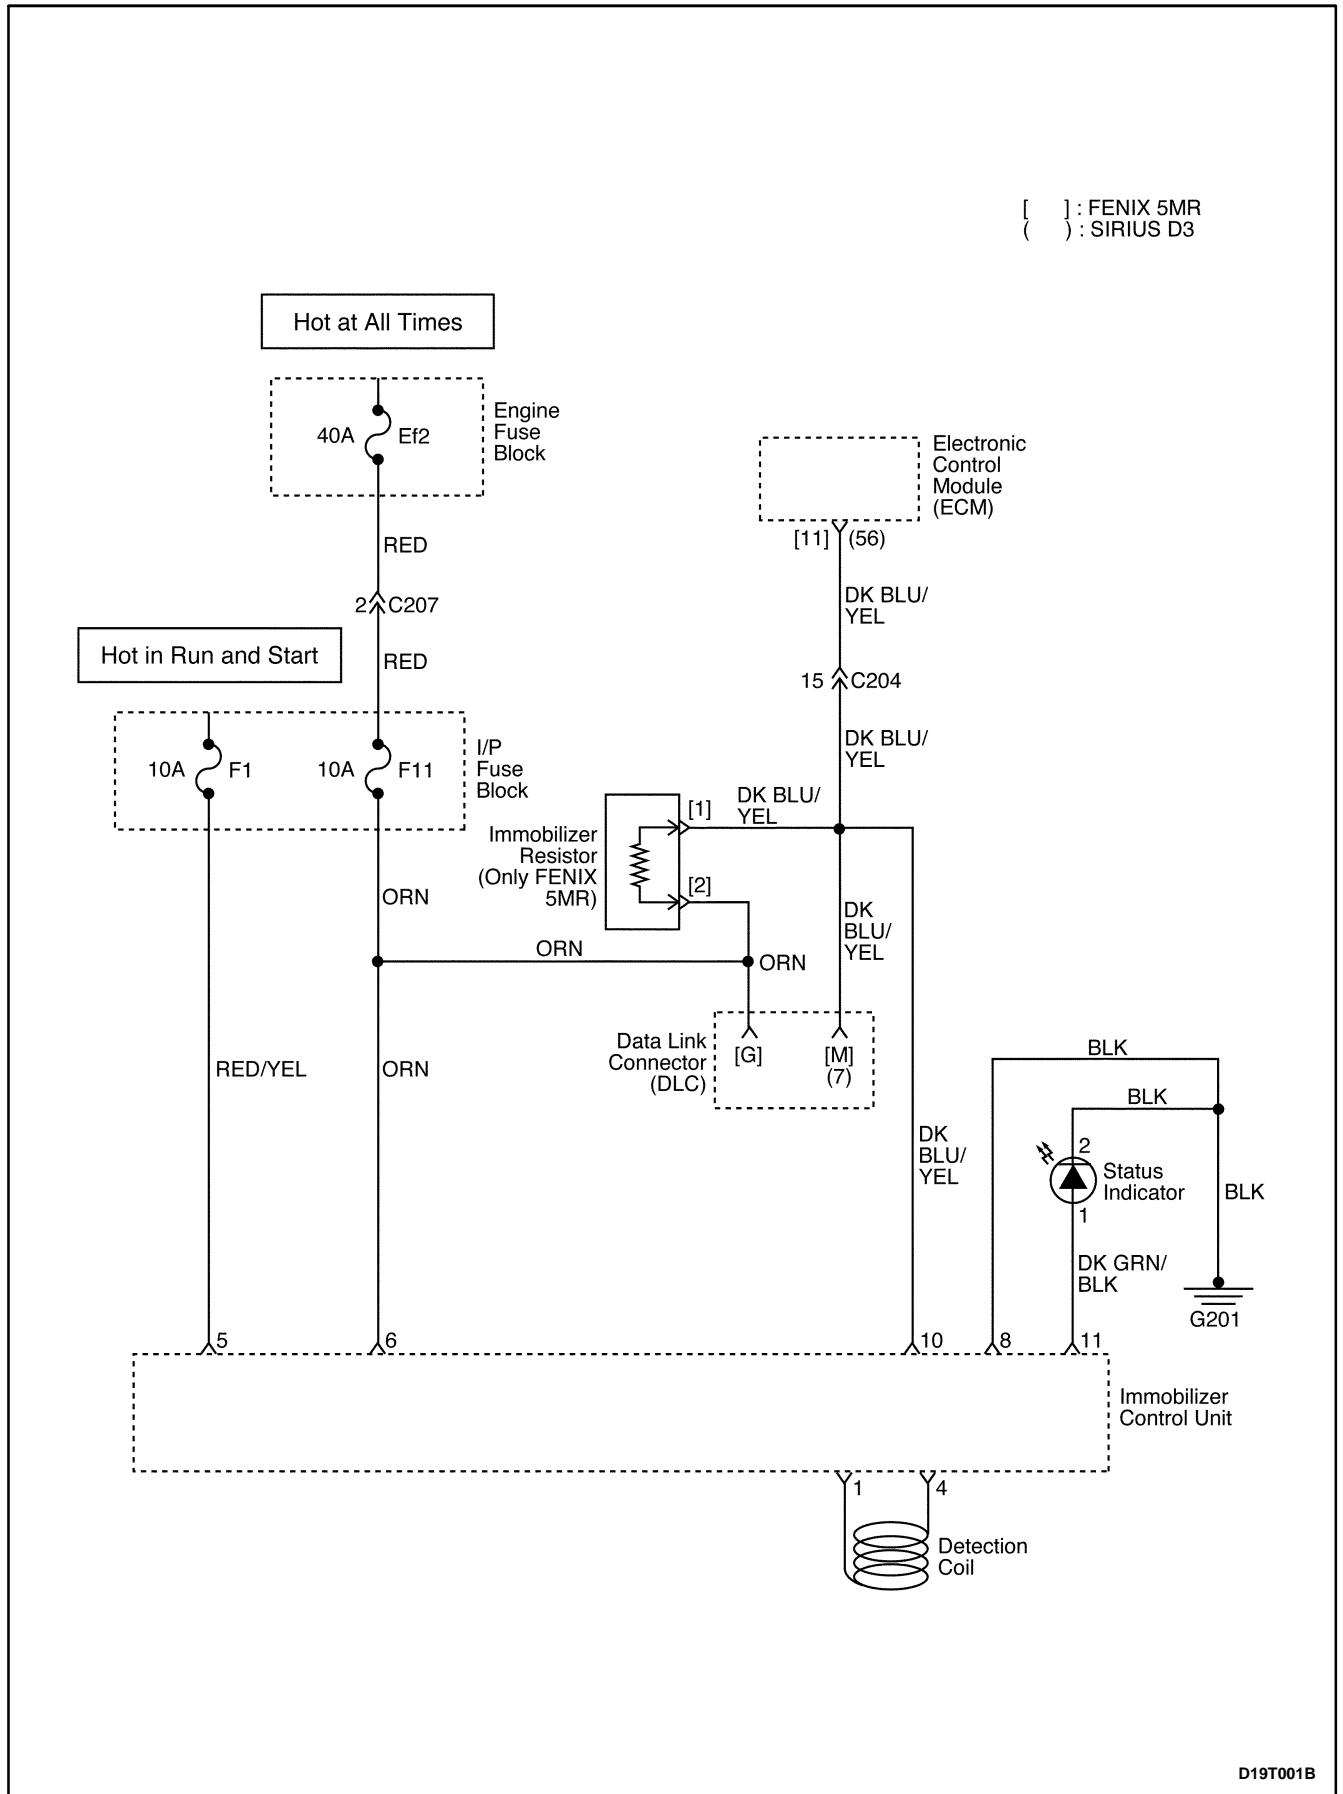 [ ] : FENIX 5MR
( ) : SIRIUS D3
Hot at All Times
40A
Ef2
Engine
Fuse
Block
RED
2
C207
RED
Hot in Run and Start
10A
F1
10A
F11
I/P
Fuse
Block
Electronic
Control
Module
(ECM)
[11] (56)
DK BLU/
YEL
15
C204
DK BLU/
YEL
DK BLU/
YEL
[1]
Immobilizer
Resistor
(Only FENIX
5MR)
[2]
ORN
ORN
ORN
DK
BLU/
YEL
Data Link
Connector
(DLC)
[G]
[M]
(7)
RED/YEL
ORN
DK
BLU/
YEL
BLK
BLK
2
Status
Indicator
1
BLK
DK GRN/
BLK
G201
5
6
10
8
11
Immobilizer
Control Unit
1
4
Detection
Coil
D19T001B